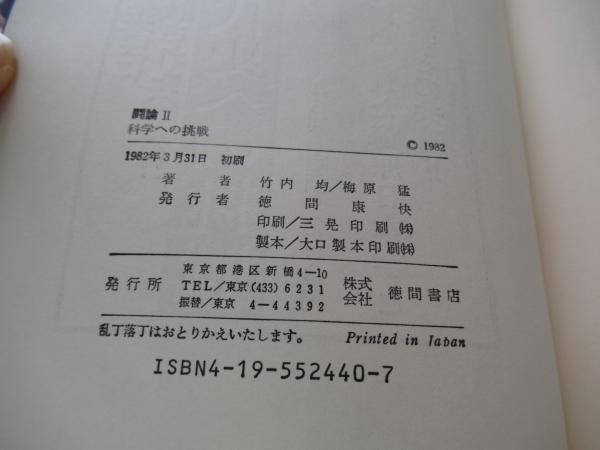 闘論 II
科学への挑戦
© 1982
1982年3月31日 初刷
著者 竹内 均/梅原 猛
発行者 徳間康快
印刷/三晃印刷㈱
製本/大口製本印刷㈱
発行所 東京都港区新橋4-10
TEL/東京(433)6231
振替/東京 4-44392
株式会社 徳間書店
乱丁落丁はおとりかえいたします。 Printed in Japan
ISBN4-19-552440-7